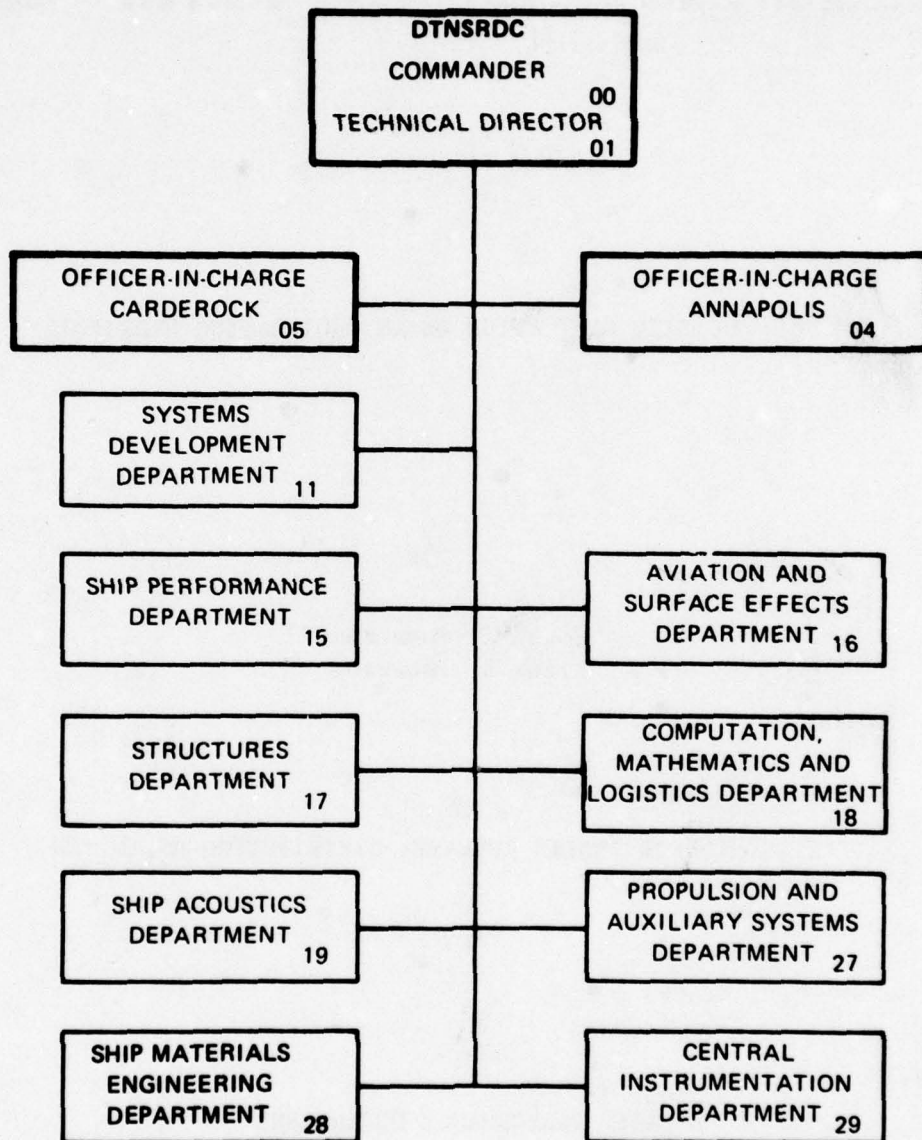 DTNSRDC
COMMANDER
00
TECHNICAL DIRECTOR
01
OFFICER-IN-CHARGE
CARDEROCK
05
OFFICER-IN-CHARGE
ANNAPOLIS
04
SYSTEMS
DEVELOPMENT
DEPARTMENT
11
SHIP PERFORMANCE
DEPARTMENT
15
AVIATION AND
SURFACE EFFECTS
DEPARTMENT
16
STRUCTURES
DEPARTMENT
17
COMPUTATION,
MATHEMATICS AND
LOGISTICS DEPARTMENT
18
SHIP ACOUSTICS
DEPARTMENT
19
PROPULSION AND
AUXILIARY SYSTEMS
DEPARTMENT
27
SHIP MATERIALS
ENGINEERING
DEPARTMENT
28
CENTRAL
INSTRUMENTATION
DEPARTMENT
29